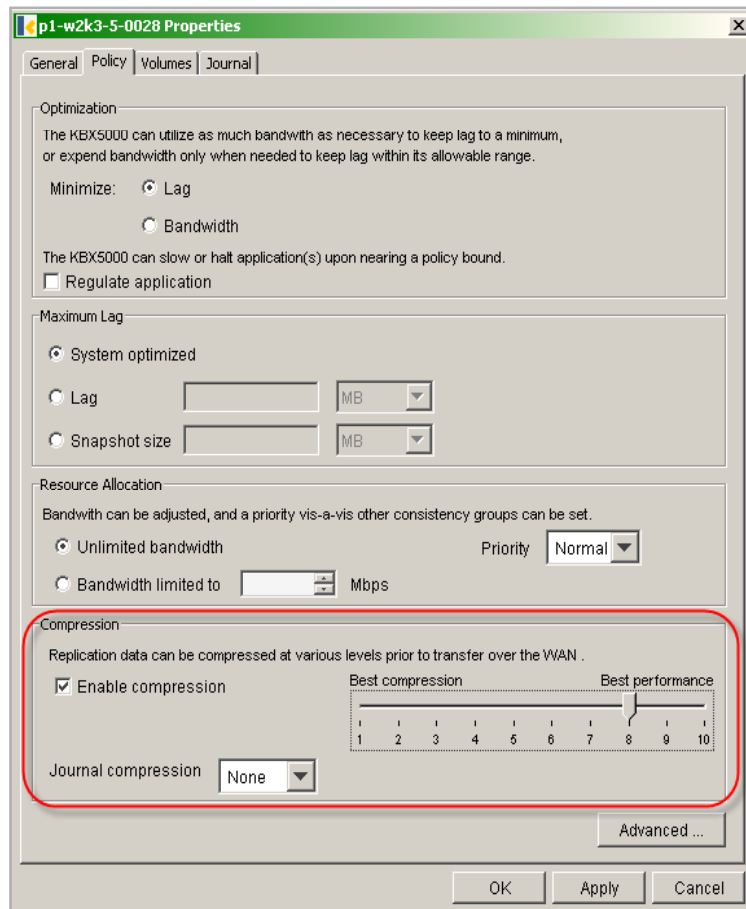 p1-w2k3-5-0028 Properties
General Policy Volumes Journal
Optimization
The KBX5000 can utilize as much bandwith as necessary to keep lag to a minimum,
or expend bandwidth only when needed to keep lag within its allowable range.
Minimize: Lag
Bandwidth
The KBX5000 can slow or halt application(s) upon nearing a policy bound.
Regulate application
Maximum Lag
System optimized
Lag MB
Snapshot size MB
Resource Allocation
Bandwith can be adjusted, and a priority vis-a-vis other consistency groups can be set.
Unlimited bandwidth Priority Normal
Bandwidth limited to Mbps
Compression
Replication data can be compressed at various levels prior to transfer over the WAN .
Enable compression Best compression Best performance
1 2 3 4 5 6 7 8 9 10
Journal compression None
Advanced ...
OK Apply Cancel